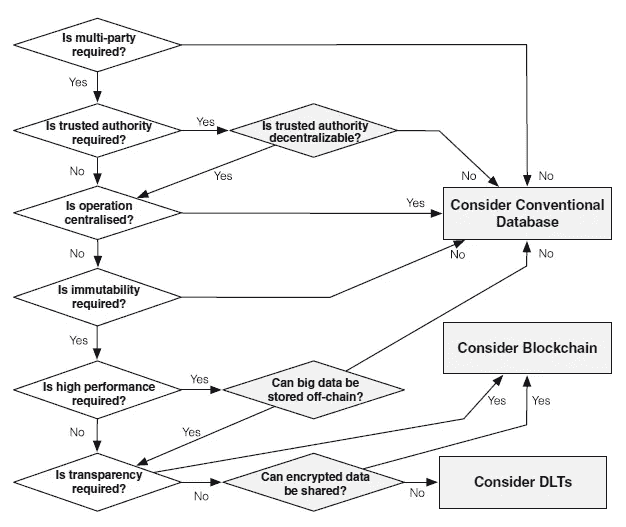 Is multi-party
required?
No
Yes
Is trusted authority
required?
Yes
Is trusted authority
decentralizable?
No
No
Yes
Is operation
centralised?
Yes
Consider Conventional
Database
No
Is immutability
required?
No
No
Yes
Is high performance
required?
Yes
Can big data be
stored off-chain?
Consider Blockchain
No
Yes
Yes
Yes
Is transparency
required?
No
Can encrypted data
be shared?
No
Consider DLTs